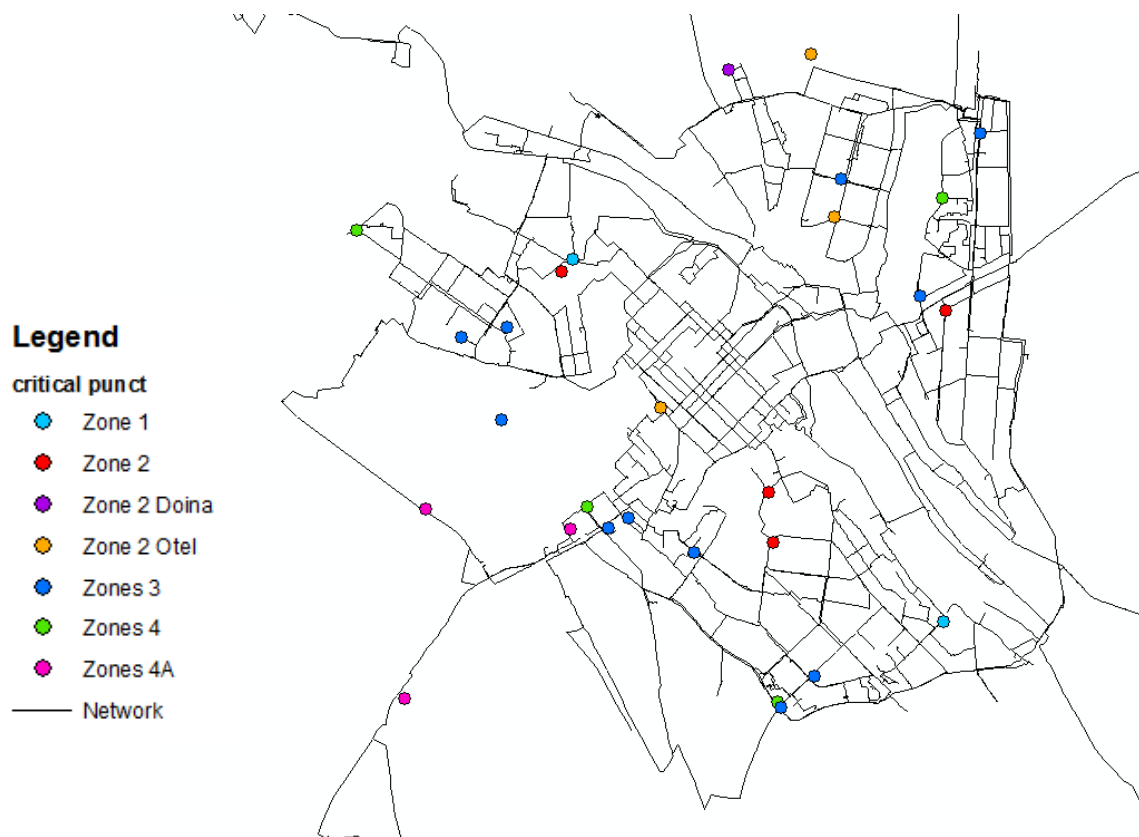 Legend
critical punct
Zone 1
Zone 2
Zone 2 Doina
Zone 2 Otel
Zones 3
Zones 4
Zones 4A
Network